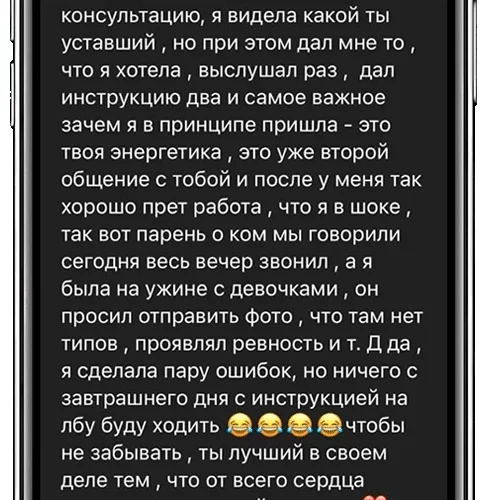 консультацию, я видела какой ты
уставший , но при этом дал мне то ,
что я хотела , выслушал раз , дал
инструкцию два и самое важное
зачем я в принципе пришла - это
твоя энергетика , это уже второй
общение с тобой и после у меня так
хорошо прет работа , что я в шоке ,
так вот парень о ком мы говорили
сегодня весь вечер звонил , а я
была на ужине с девочками , он
просил отправить фото , что там нет
типов , проявлял ревность и т. Д да ,
я сделала пару ошибок, но ничего с
завтрашнего дня с инструкцией на
лбу буду ходить 😂😂😂😂чтобы
не забывать , ты лучший в своем
деле тем , что от всего сердца